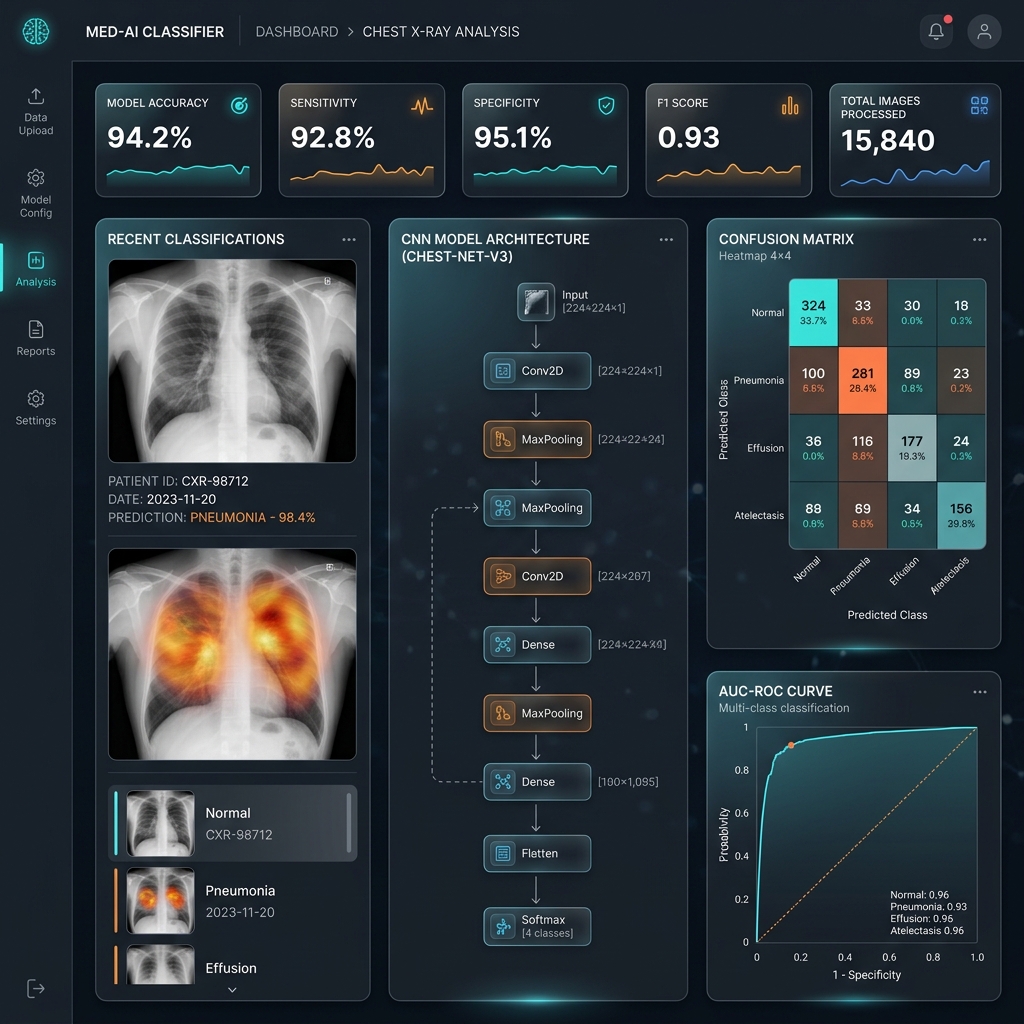 MED-AI CLASSIFIER
DASHBOARD > CHEST X-RAY ANALYSIS
Data
Upload
Model
Config
Analysis
Reports
Settings
MODEL ACCURACY
94.2%
SENSITIVITY
92.8%
SPECIFICITY
95.1%
F1 SCORE
0.93
TOTAL IMAGES
PROCESSED
15,840
RECENT CLASSIFICATIONS
PATIENT ID: CXR-98712
DATE: 2023-11-20
PREDICTION: PNEUMONIA - 98.4%
Normal
CXR-98712
Pneumonia
2023-11-20
Effusion
CNN MODEL ARCHITECTURE
(CHEST-NET-V3)
Input
[224×224×1]
Conv2D [224×224×1]
MaxPooling [224×22×24]
MaxPooling
Conv2D [224×207]
Dense
MaxPooling
Dense
Fletten
Softmax
[4 classes]
CONFUSION MATRIX
Heatmap 4×4
Normal 324 33 30 18
33.7% 6.6% 0.0% 0.3%
Pneumonia 100 281 89 23
6.6% 28.4% 0.8% 0.2%
Effusion 36 116 177 24
0.0% 8.8% 19.3% 0.3%
Atelectasis 88 89 34 156
0.8% 6.8% 0.5% 39.8%
Normal
Effusion
Predicted Class
AUC-ROC CURVE
Multi-class classification
1
0.8
0.6
0.4
0.2
0
Normal: 0.96
Pneumonia. 0.93
Effusion: 0.96
Atelectasis 0.96
0 0.2 0.4 0.6 0.8 1.0
1 - Specificity